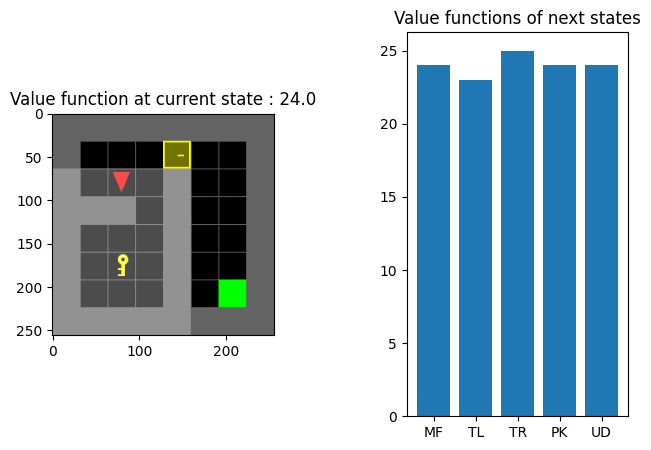 Value function at current state : 24.0
0
50
100
150
200
250
0
100
200
Value functions of next states
25
20
15
10
5
0
MF
TL
TR
PK
UD